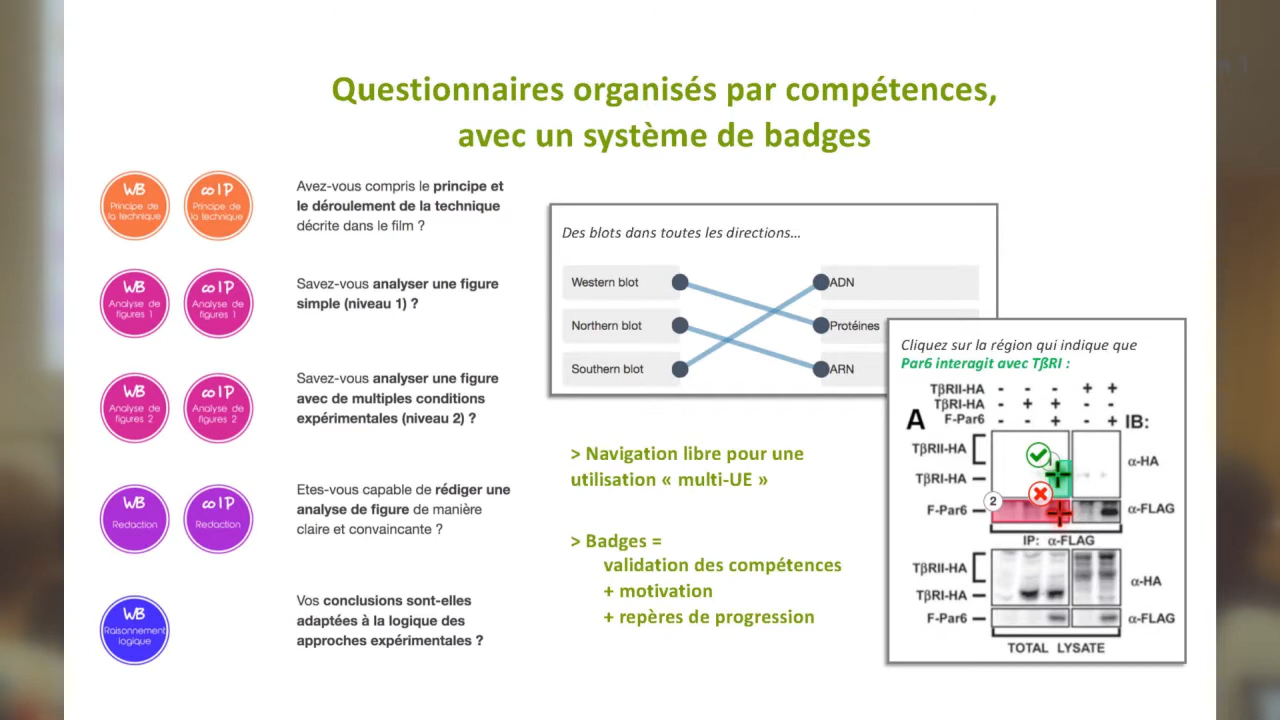 Questionnaires organisés par compétences,
avec un système de badges
WB
Principe de
la technique
coIP
Principe de
la technique
Avez-vous compris le principe et
le déroulement de la technique
décrite dans le film ?
WB
Analyse de
figures 1
coIP
Analyse de
figures 1
Savez-vous analyser une figure
simple (niveau 1) ?
WB
Analyse de
figures 2
coIP
Analyse de
figures 2
Savez-vous analyser une figure
avec de multiples conditions
expérimentales (niveau 2) ?
WB
Redaction
coIP
Redaction
Etes-vous capable de rédiger une
analyse de figure de manière
claire et convaincante ?
WB
Raisonnement
logique
Vos conclusions sont-elles
adaptées à la logique des
approches expérimentales ?
Des blots dans toutes les directions...
Western blot
ADN
Northern blot
Protéines
Southern blot
ARN
> Navigation libre pour une
utilisation « multi-UE »
> Badges =
validation des compétences
+ motivation
+ repères de progression
Cliquez sur la région qui indique que
Par6 interagit avec TβRI :
TβRII-HA - - - + +
TβRI-HA - + + - -
F-Par6 - - + - +
A
IB:
TβRII-HA
α-HA
TβRI-HA
2
F-Par6
α-FLAG
IP: α-FLAG
TβRII-HA
α-HA
TβRI-HA
F-Par6
α-FLAG
TOTAL LYSATE